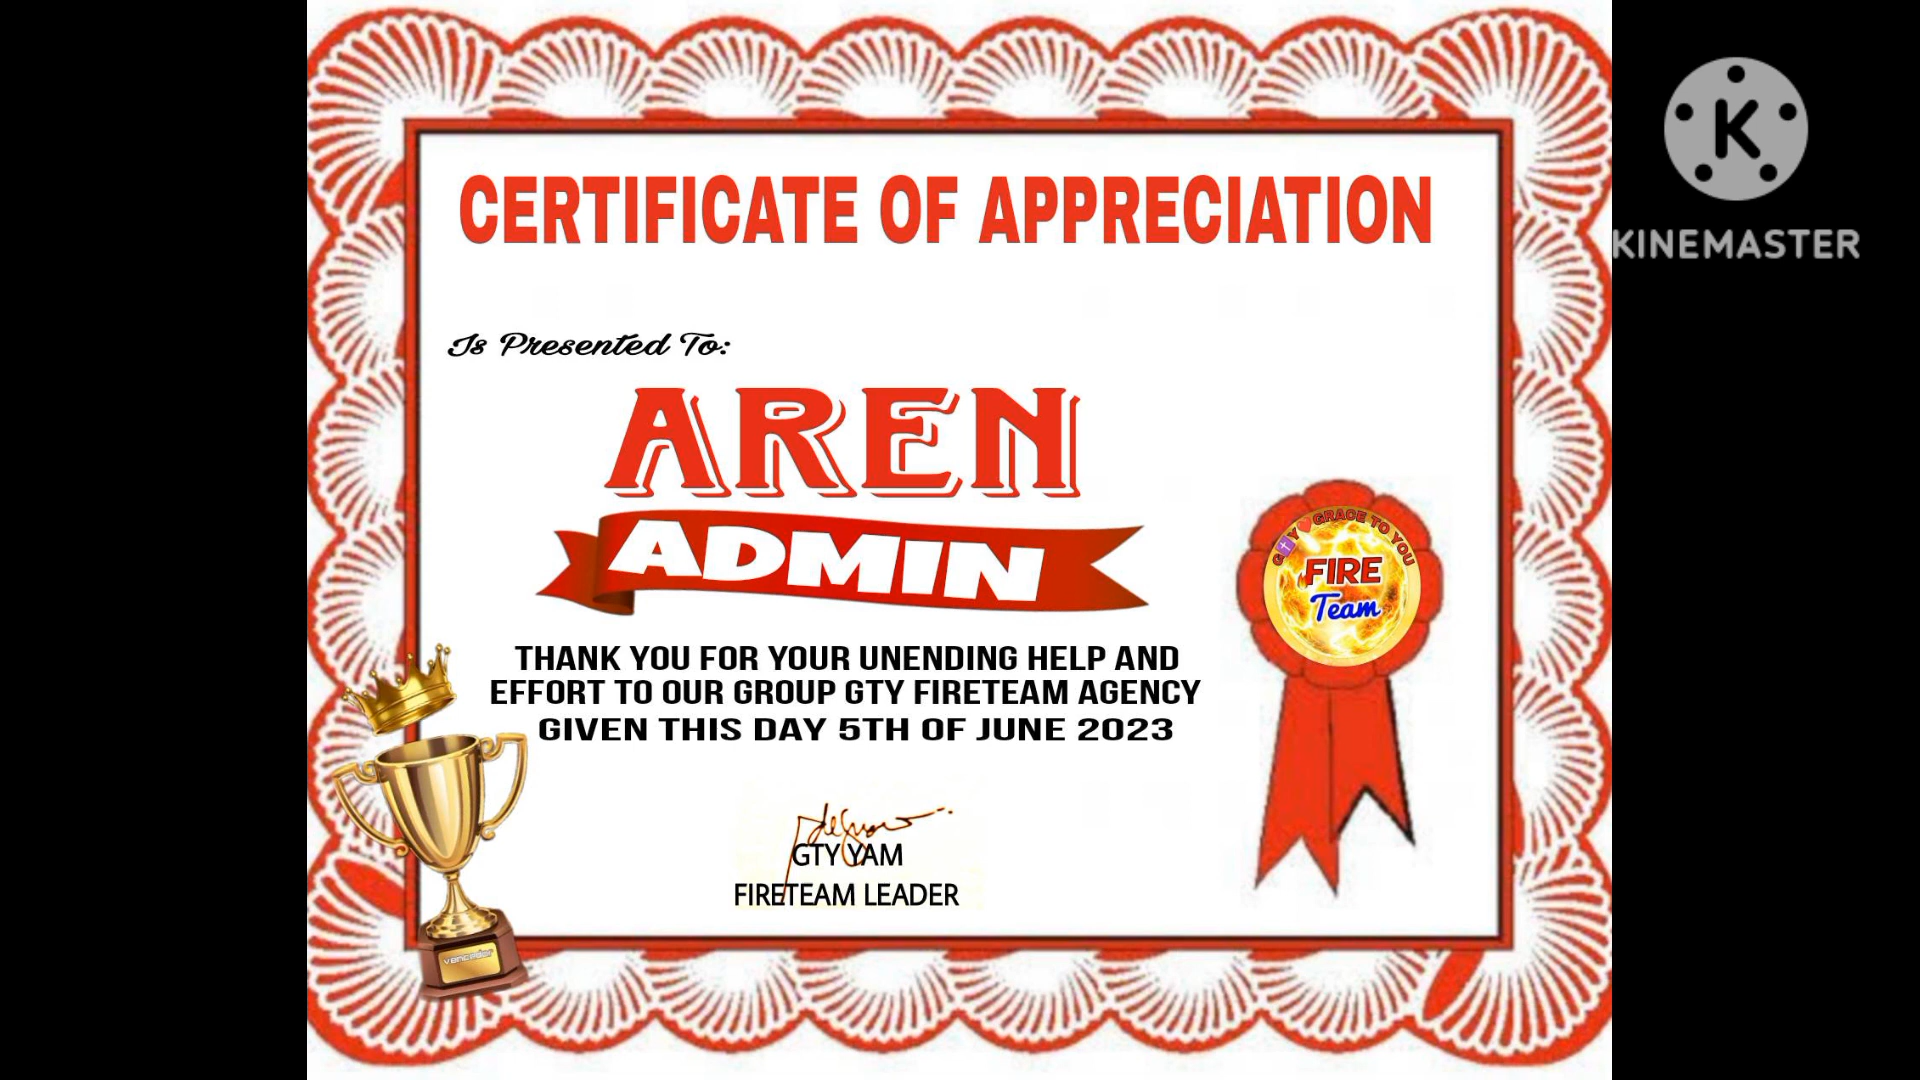 CERTIFICATE OF APPRECIATION
KINEMASTER
Is Presented To:
AREN
ADMIN
GTY GRACE TO YOU
FIRE
Team
THANK YOU FOR YOUR UNENDING HELP AND
EFFORT TO OUR GROUP GTY FIRETEAM AGENCY
GIVEN THIS DAY 5TH OF JUNE 2023
GTY YAM
FIRETEAM LEADER
vencedor